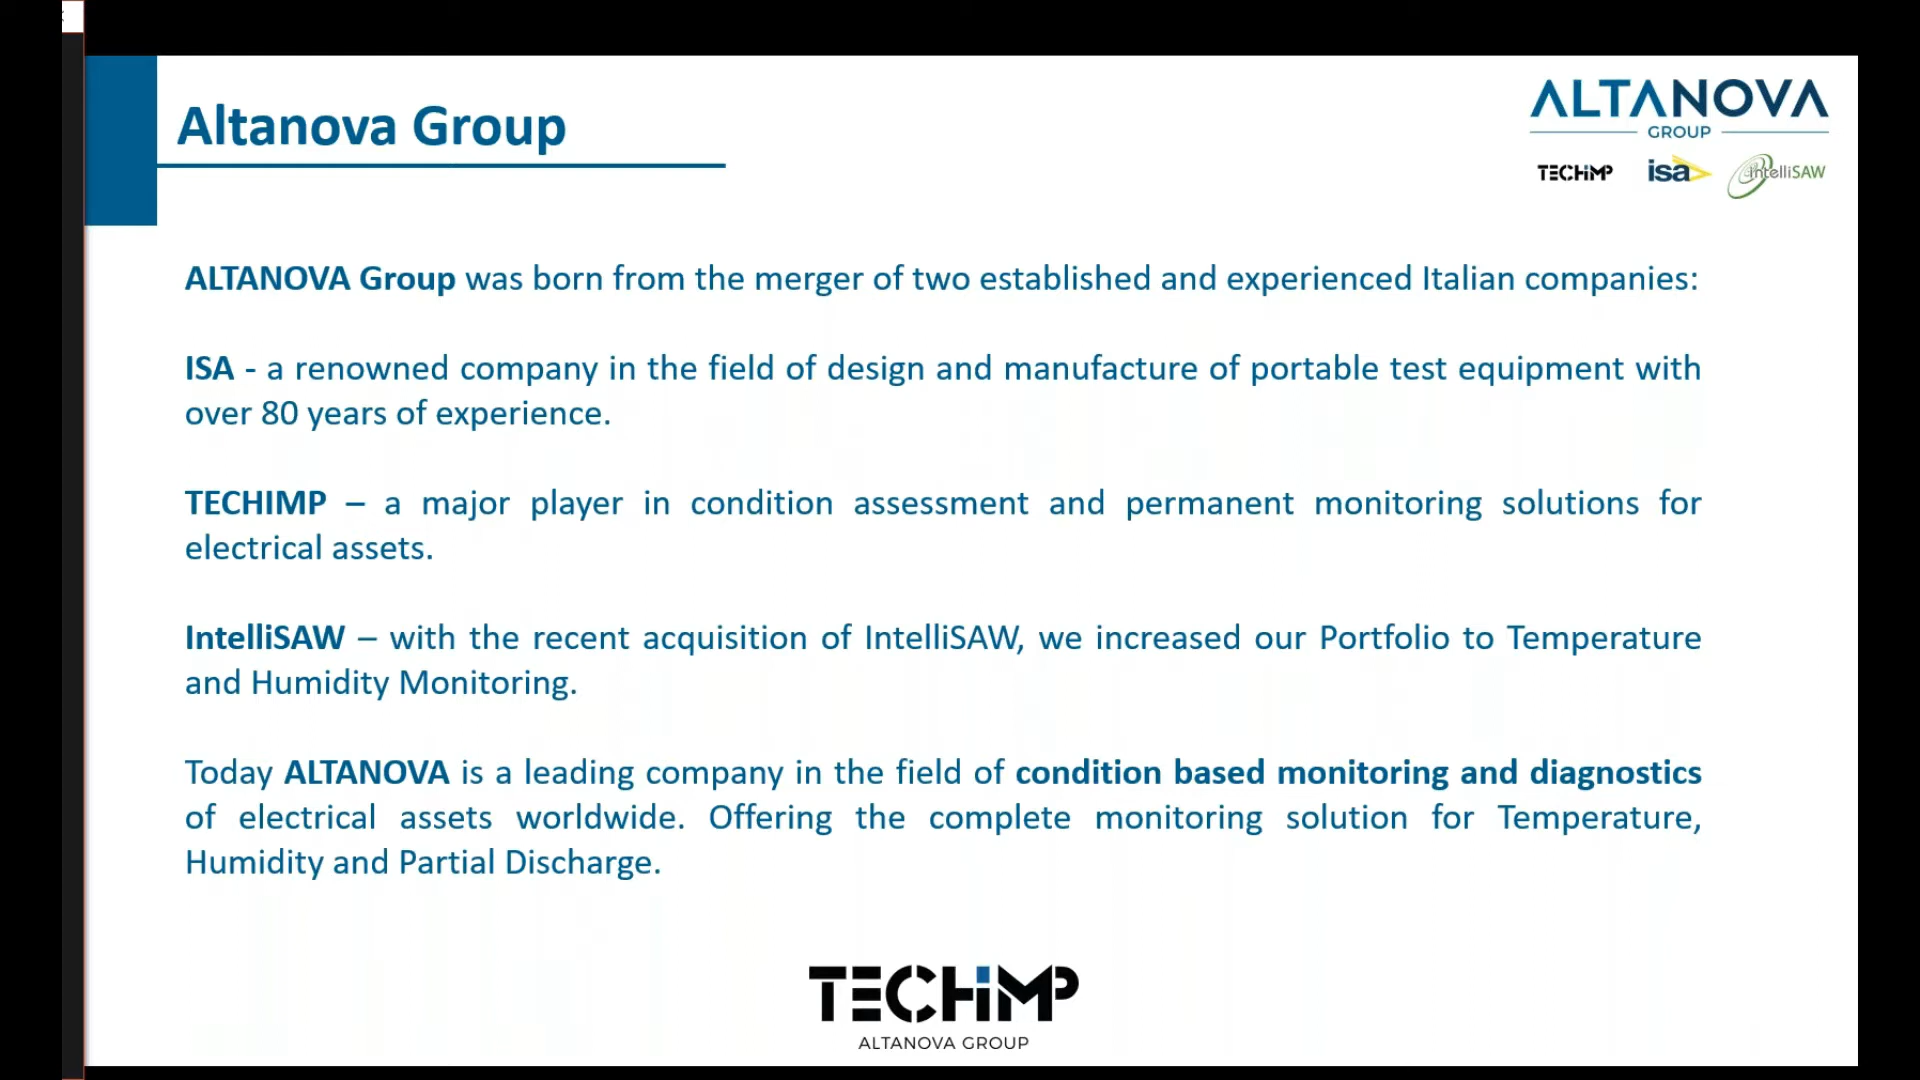 Altanova Group
ALTANOVA
GROUP
TECHIMP isa IntelliSAW
ALTANOVA Group was born from the merger of two established and experienced Italian companies:
ISA - a renowned company in the field of design and manufacture of portable test equipment with
over 80 years of experience.
TECHIMP – a major player in condition assessment and permanent monitoring solutions for
electrical assets.
IntelliSAW – with the recent acquisition of IntelliSAW, we increased our Portfolio to Temperature
and Humidity Monitoring.
Today ALTANOVA is a leading company in the field of condition based monitoring and diagnostics
of electrical assets worldwide. Offering the complete monitoring solution for Temperature,
Humidity and Partial Discharge.
TECHIMP
ALTANOVA GROUP